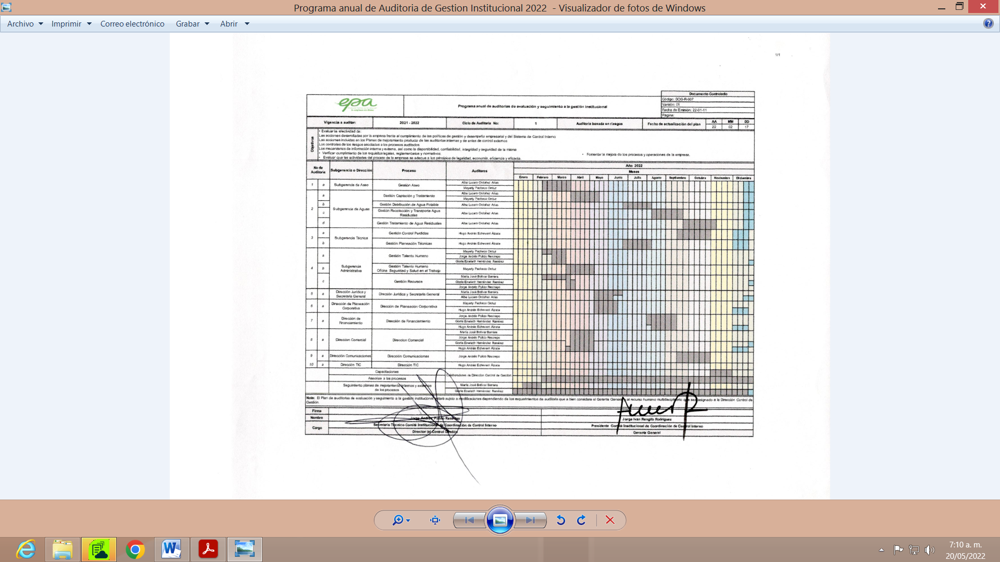 Programa anual de Auditoria de Gestion Institucional 2022 - Visualizador de fotos de Windows
Archivo Imprimir Correo electrónico Grabar Abrir
1/1
epa
Documento Controlado
Código: DCG-R-007
Versión: 01
Fecha de Emisión: 22-01-11
Pagina:
Programa anual de auditorías de evaluación y seguimiento a la gestión institucional
Vigencia a auditar: 2021 - 2022 Ciclo de Auditoria No: 1 Auditoria basada en riesgos Fecha de actualización del plan AA MM DD
22 02 17
Objetivos
• Evaluar la efectividad de:
Las acciones desarrolladas por la empresa frente al cumplimiento de las políticas de gestión y desempeño empresarial y del Sistema de Control Interno
Las acciones incluidas en los Planes de mejoramiento producto de las auditorias internas y de entes de control externos
Los controles de los riesgos asociados a los procesos auditados
Los mecanismos de información interna y externa, así como la disponibilidad, confiabilidad, integridad y seguridad de la misma
• Verificar cumplimiento de los requisitos legales, reglamentarios y normativos.
• Evaluar que las actividades del proceso de la empresa se adecue a los principios de legalidad, economía, eficiencia y eficacia.
• Fomentar la mejora de los procesos y operaciones de la empresa.
No de Auditoria Subgerencia o Dirección Proceso Auditores Año 2022
Meses
Enero Febrero Marzo Abril Mayo Junio Julio Agosto Septiembre Octubre Noviembre Diciembre
1 a Subgerencia de Aseo Gestión Aseo Alba Lucero Ordoñez Arias
Mayerly Pacheco Orduz
2 Subgerencia de Aguas
a Gestión Captación y Tratamiento Alba Lucero Ordoñez Arias
Mayerly Pacheco Orduz
b Gestión Distribución de Agua Potable Alba Lucero Ordoñez Arias
c Gestión Recolección y Transporte Agua Residuales Alba Lucero Ordoñez Arias
d Gestión Tratamiento de Agua Residuales Alba Lucero Ordoñez Arias
3 Subgerencia Técnica
a Gestión Control Perdidas Hugo Andrés Echeverri Álzate
b Gestión Planeación Técnicas Hugo Andrés Echeverri Álzate
4 Subgerencia Administrativa
a Gestión Talento Humano Mayerly Pacheco Orduz
Jorge Andrés Pulido Restrepo
Gloria Enerieth Hernández Ramírez
b Gestión Talento Humano
Oficina Seguridad y Salud en el Trabajo Mayerly Pacheco Orduz
c Gestión Recursos María José Bolívar Barrera
Gloria Enerieth Hernández Ramírez
Jorge Andrés Pulido Restrepo
5 a Dirección Jurídica y Secretaría General Dirección Jurídica y Secretaria General María José Bolívar Barrera
Alba Lucero Ordoñez Arias
6 a Dirección de Planeación Corporativa Dirección de Planeación Corporativa Mayerly Pacheco Orduz
Hugo Andrés Echeverri Álzate
7 a Dirección de Financiamiento Dirección de Financiamiento Jorge Andrés Pulido Restrepo
Gloria Enerieth Hernández Ramírez
Hugo Andrés Echeverri Álzate
8 a Direccion Comercial Direccion Comercial María José Bolívar Barrera
Jorge Andrés Pulido Restrepo
Gloria Enerieth Hernández Ramírez
Hugo Andrés Echeverri Álzate
9 a Dirección Comunicaciones Dirección Comunicaciones Jorge Andrés Pulido Restrepo
10 a Dirección TIC Dirección TIC Hugo Andrés Echeverri Álzate
Capacitaciones
Asesorias a los procesos
Colaboradores de Direccion Control de Gestion
Seguimiento planes de mejoramiento internos y externos
de los procesos
María José Bolívar Barrera
Gloria Enerieth Hernández Ramírez
Nota: El Plan de auditorias de evaluación y seguimiento a la gestión institucional estará sujeto a modificaciones dependiendo de los requerimientos de auditoria que a bien considere el Gerente General y al recurso humano multidisciplinario que sea asignado a la Dirección Control de
Gestión.
Firma
Nombre Jorge Andrés Pulido Restrepo Jorge Ivan Rengifo Rodriguez
Cargo Secretario Técnico Comité Institucional de Coordinación de Control Interno Presidente Comité Institucional de Coordinación de Control Interno
Director (e) Control Gestión Gerente General
7:10 a. m.
20/05/2022